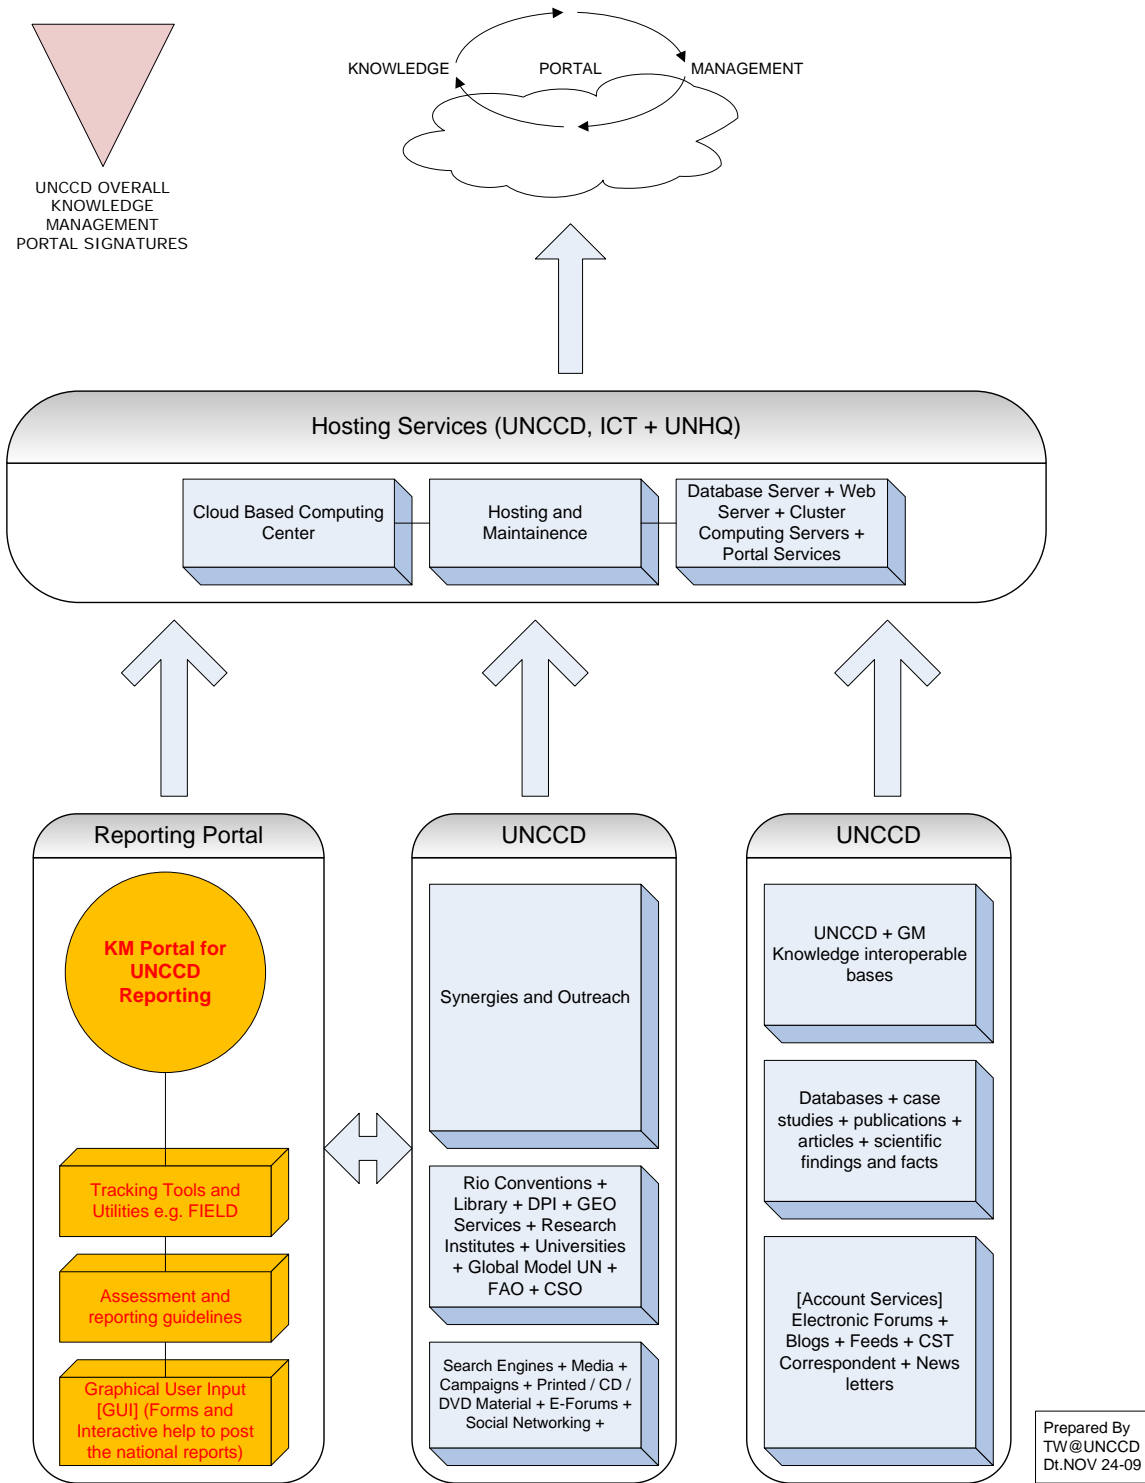 KNOWLEDGE
PORTAL
MANAGEMENT
UNCCD OVERALL
KNOWLEDGE
MANAGEMENT
PORTAL SIGNATURES
Hosting Services (UNCCD, ICT + UNHQ)
Cloud Based Computing
Center
Hosting and
Maintainence
Database Server + Web
Server + Cluster
Computing Servers +
Portal Services
Reporting Portal
KM Portal for
UNCCD
Reporting
Tracking Tools and
Utilities e.g. FIELD
Assessment and
reporting guidelines
Graphical User Input
[GUI] (Forms and
Interactive help to post
the national reports)
UNCCD
Synergies and Outreach
Rio Conventions +
Library + DPI + GEO
Services + Research
Institutes + Universities
+ Global Model UN +
FAO + CSO
Search Engines + Media +
Campaigns + Printed / CD /
DVD Material + E-Forums +
Social Networking +
UNCCD
UNCCD + GM
Knowledge interoperable
bases
Databases + case
studies + publications +
articles + scientific
findings and facts
[Account Services]
Electronic Forums +
Blogs + Feeds + CST
Correspondent + News
letters
Prepared By
TW@UNCCD
Dt.NOV 24-09